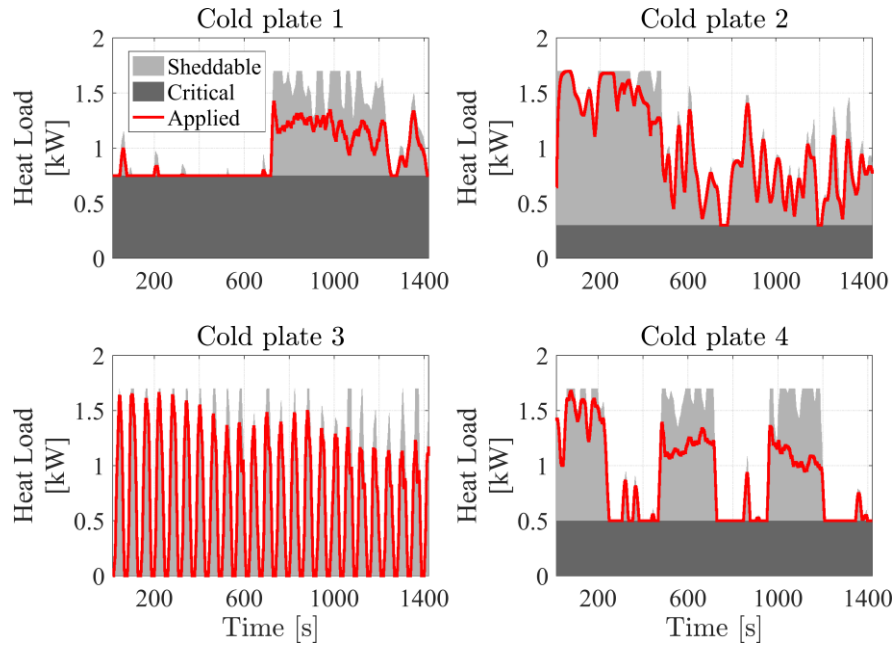 Cold plate 1
Cold plate 2
2
1.5
1
0.5
0
Heat Load
[kW]
Sheddable
Critical
Applied
200
600
1000
1400
2
1.5
1
0.5
0
Heat Load
[kW]
200
600
1000
1400
Cold plate 3
Cold plate 4
2
1.5
1
0.5
0
Heat Load
[kW]
200
600
1000
1400
Time [s]
2
1.5
1
0.5
0
Heat Load
[kW]
200
600
1000
1400
Time [s]